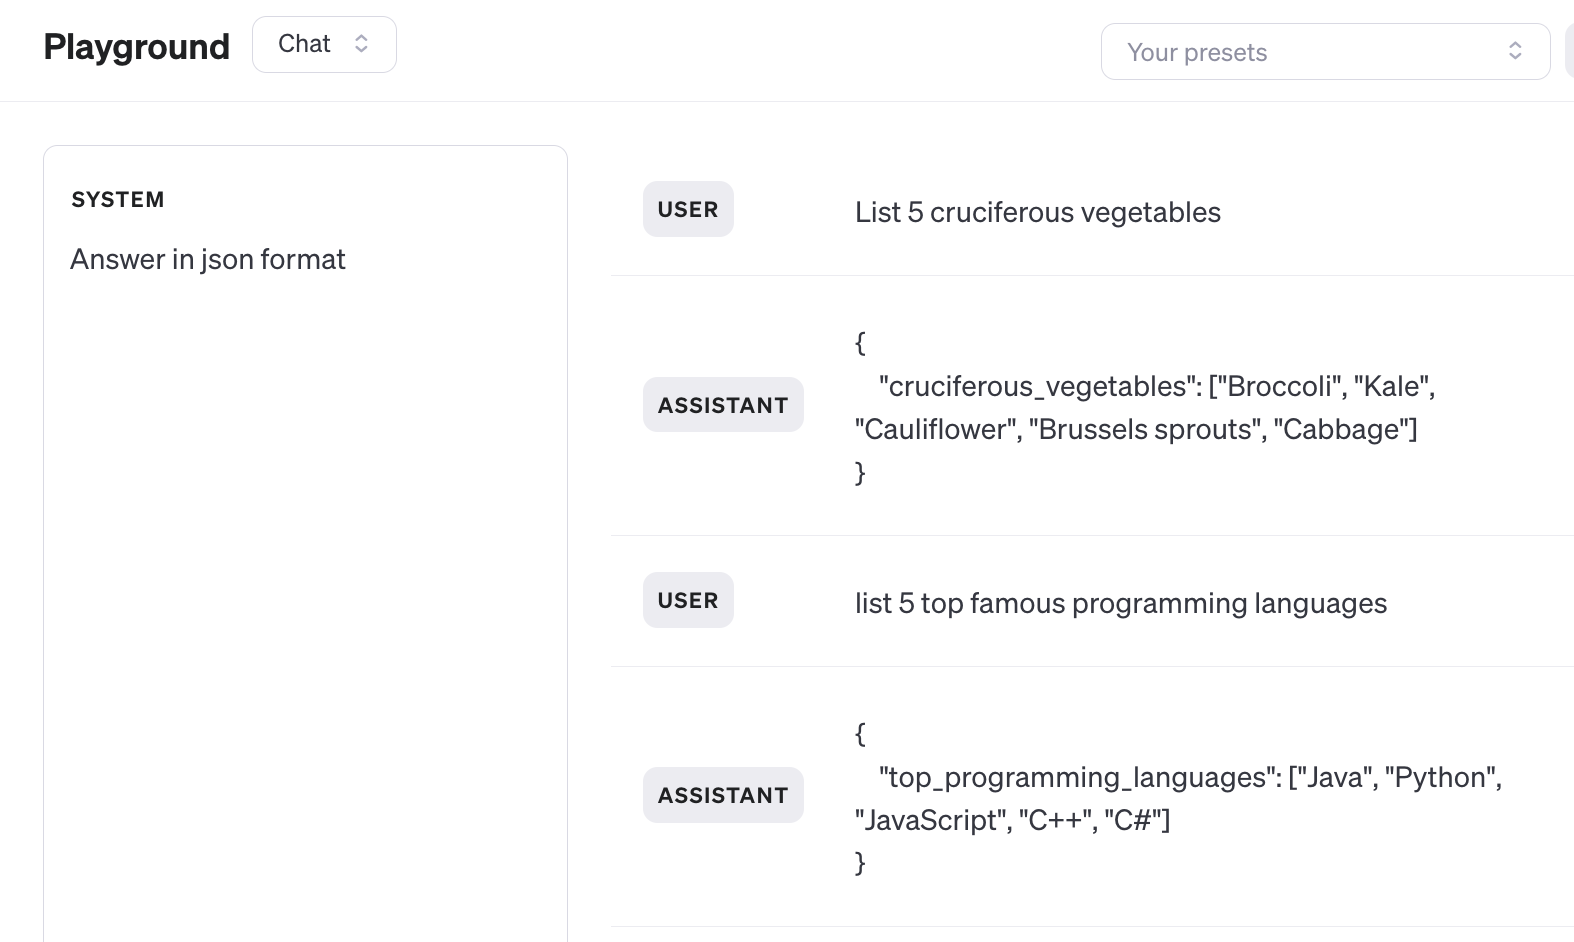 Playground
Chat
Your presets
SYSTEM
Answer in json format
USER
List 5 cruciferous vegetables
ASSISTANT
{
"cruciferous_vegetables": ["Broccoli", "Kale",
"Cauliflower", "Brussels sprouts", "Cabbage"]
}
USER
list 5 top famous programming languages
ASSISTANT
{
"top_programming_languages": ["Java", "Python",
"JavaScript", "C++", "C#"]
}